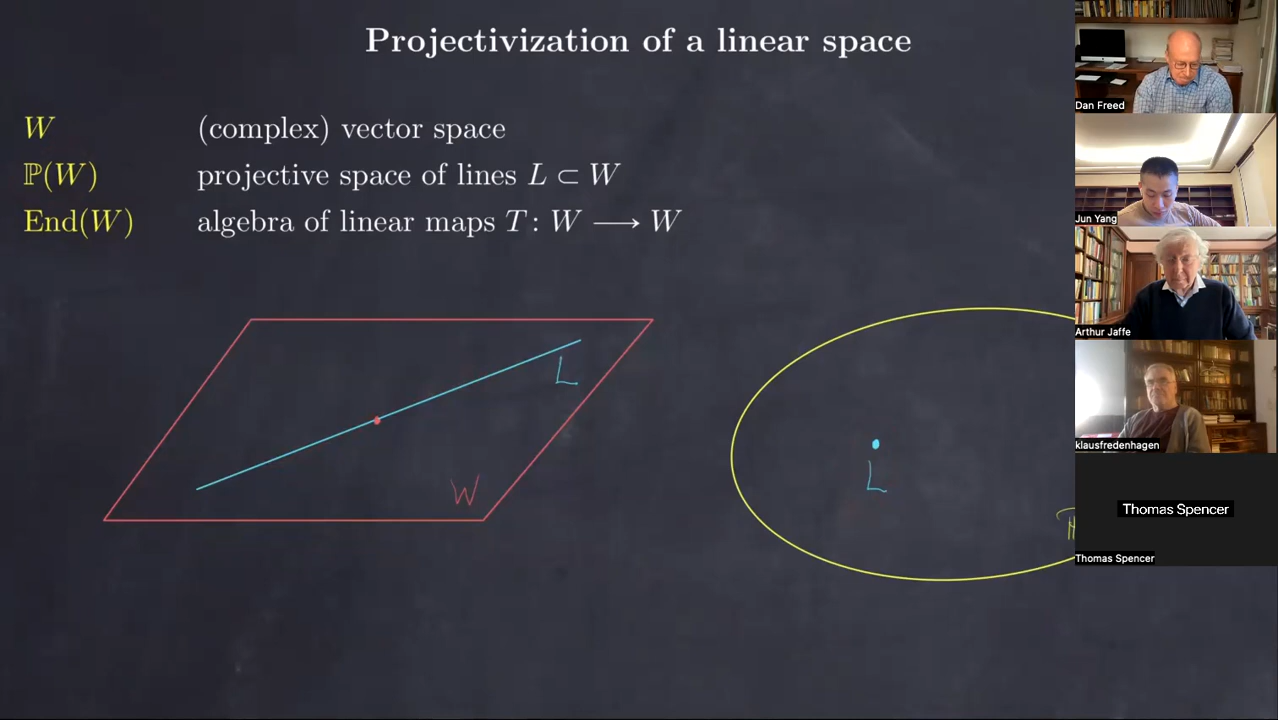 Projectivization of a linear space
W (complex) vector space
ℙ(W) projective space of lines L ⊂ W
End(W) algebra of linear maps T : W ⟶ W
L
W
L
Dan Freed
Jun Yang
Arthur Jaffe
klausfredenhagen
Thomas Spencer
Thomas Spencer